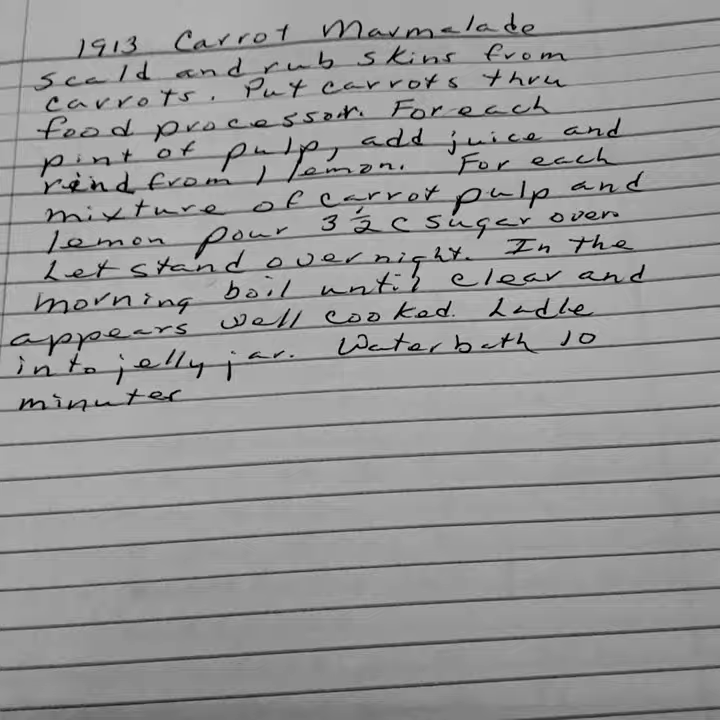 1913 Carrot Marmalade
scald and rub skins from
carrots. Put carrots thru
food processor. For each
pint of pulp, add juice and
rind from 1 lemon. For each
mixture of carrot pulp and
lemon pour 3 1/2 c sugar over.
Let stand overnight. In the
morning boil until clear and
appears well cooked. Ladle
into jelly jar. Waterbath 10
minutes